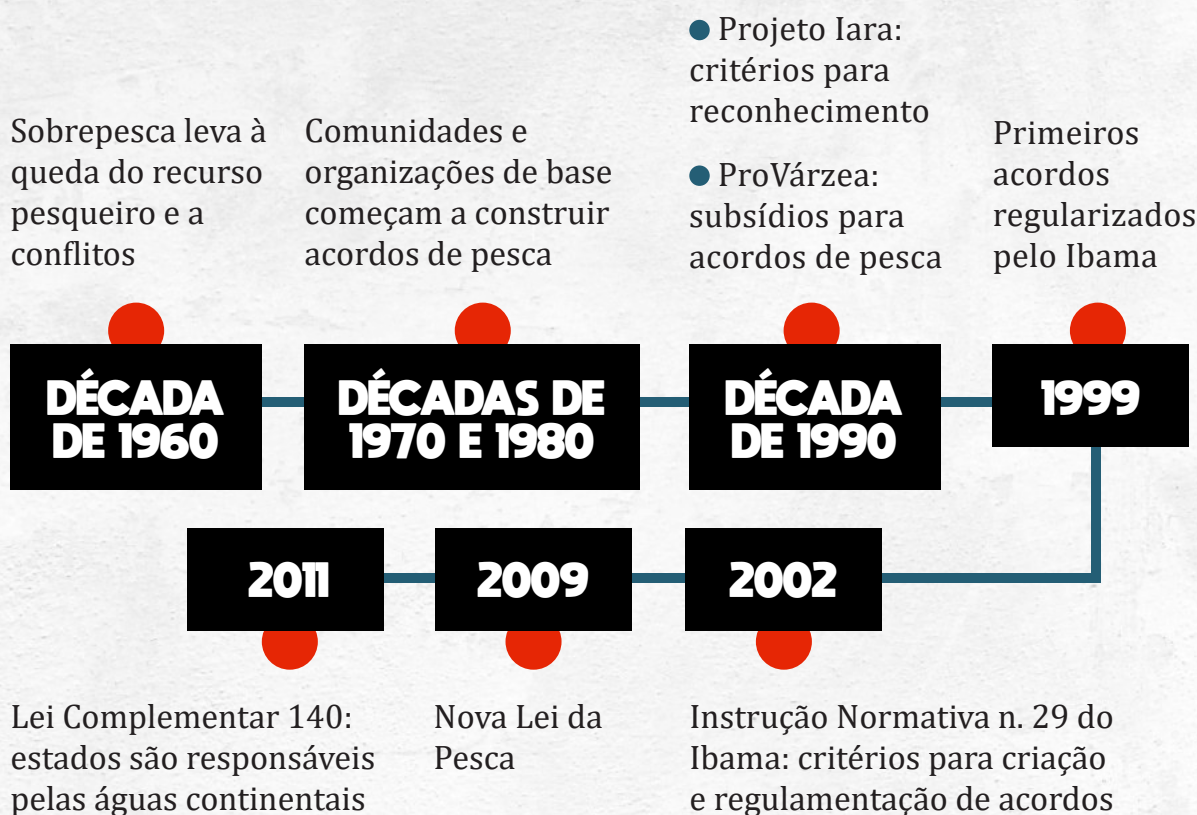 Sobrepesca leva à
queda do recurso
pesqueiro e a
conflitos
DÉCADA
DE 1960
Comunidades e
organizações de base
começam a construir
acordos de pesca
DÉCADAS DE
1970 E 1980
Projeto Iara:
critérios para
reconhecimento
ProVárzea:
subsídios para
acordos de pesca
DÉCADA
DE 1990
Primeiros
acordos
regularizados
pelo Ibama
1999
2002
Instrução Normativa n. 29 do
Ibama: critérios para criação
e regulamentação de acordos
2009
Nova Lei da
Pesca
2011
Lei Complementar 140:
estados são responsáveis
pelas águas continentais